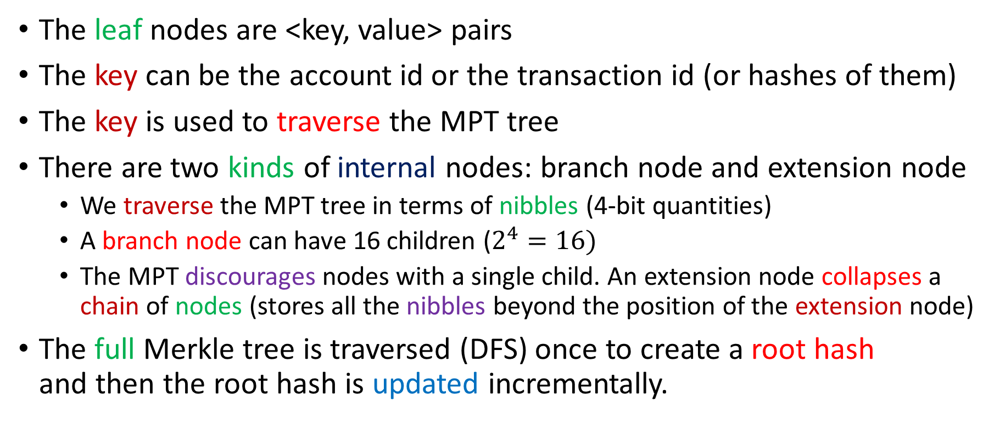 • The leaf nodes are <key, value> pairs
• The key can be the account id or the transaction id (or hashes of them)
• The key is used to traverse the MPT tree
• There are two kinds of internal nodes: branch node and extension node
• We traverse the MPT tree in terms of nibbles (4-bit quantities)
• A branch node can have 16 children (2⁴ = 16)
• The MPT discourages nodes with a single child. An extension node collapses a
chain of nodes (stores all the nibbles beyond the position of the extension node)
• The full Merkle tree is traversed (DFS) once to create a root hash
and then the root hash is updated incrementally.